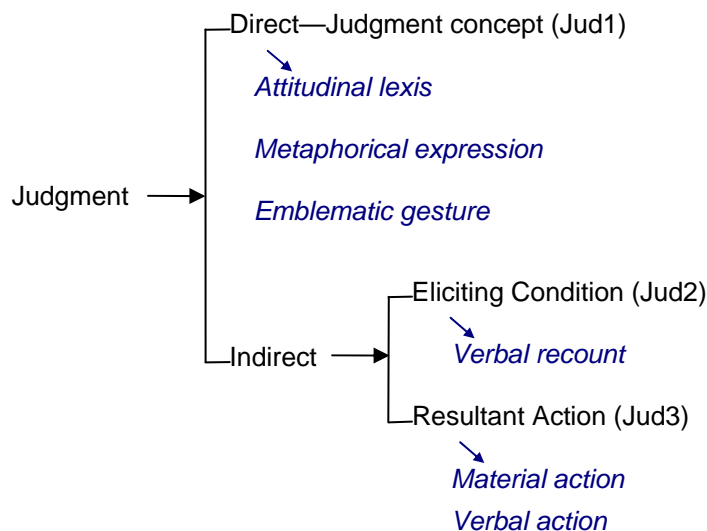 Direct—Judgment concept (Jud1)
Attitudinal lexis
Metaphorical expression
Emblematic gesture
Judgment
Eliciting Condition (Jud2)
Verbal recount
Indirect
Resultant Action (Jud3)
Material action
Verbal action